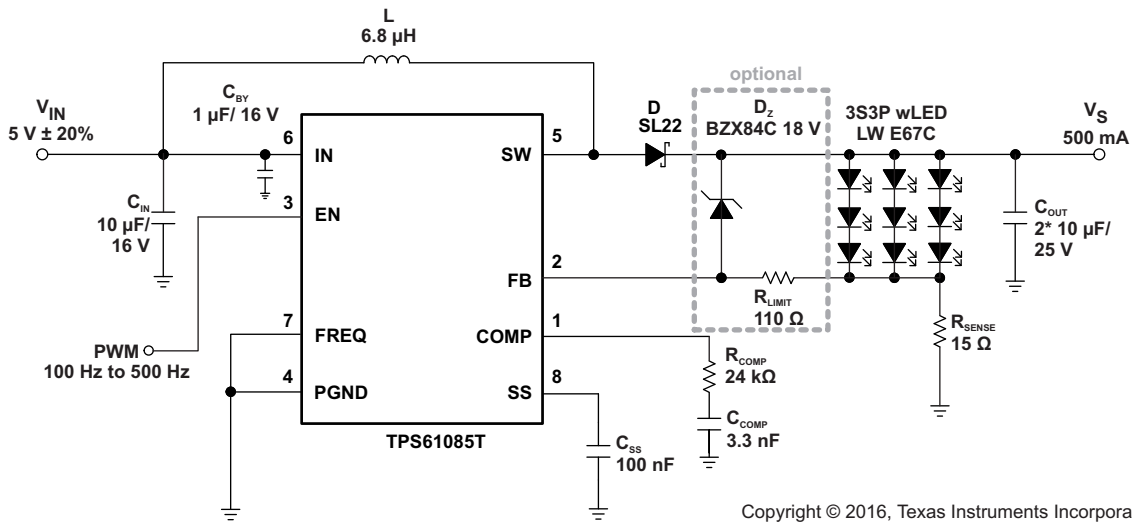 L
6.8 µH
optional
V_IN
5 V ± 20%
C_BY
1 µF/ 16 V
D
SL22
D_Z
BZX84C 18 V
3S3P wLED
LW E67C
V_S
500 mA
6
IN
5
SW
C_IN
10 µF/
16 V
3
EN
C_OUT
2* 10 µF/
25 V
2
FB
R_LIMIT
110 Ω
7
FREQ
1
COMP
R_SENSE
15 Ω
PWM
100 Hz to 500 Hz
R_COMP
24 kΩ
4
PGND
8
SS
C_COMP
3.3 nF
TPS61085T
C_SS
100 nF
Copyright © 2016, Texas Instruments Incorpora